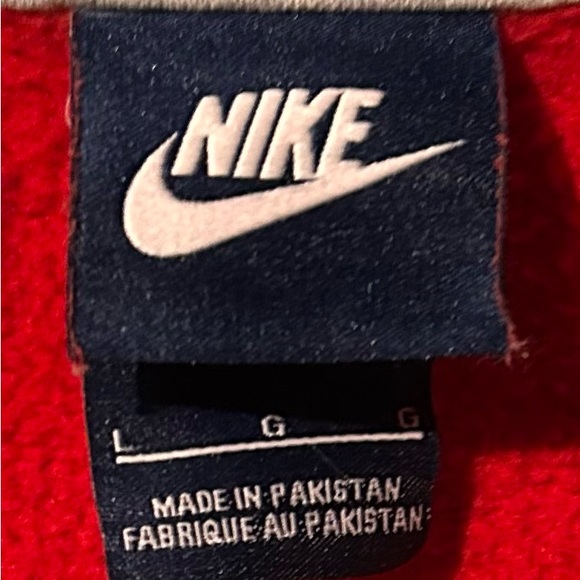 NIKE
L G G
MADE IN PAKISTAN
FABRIQUE AU PAKISTAN